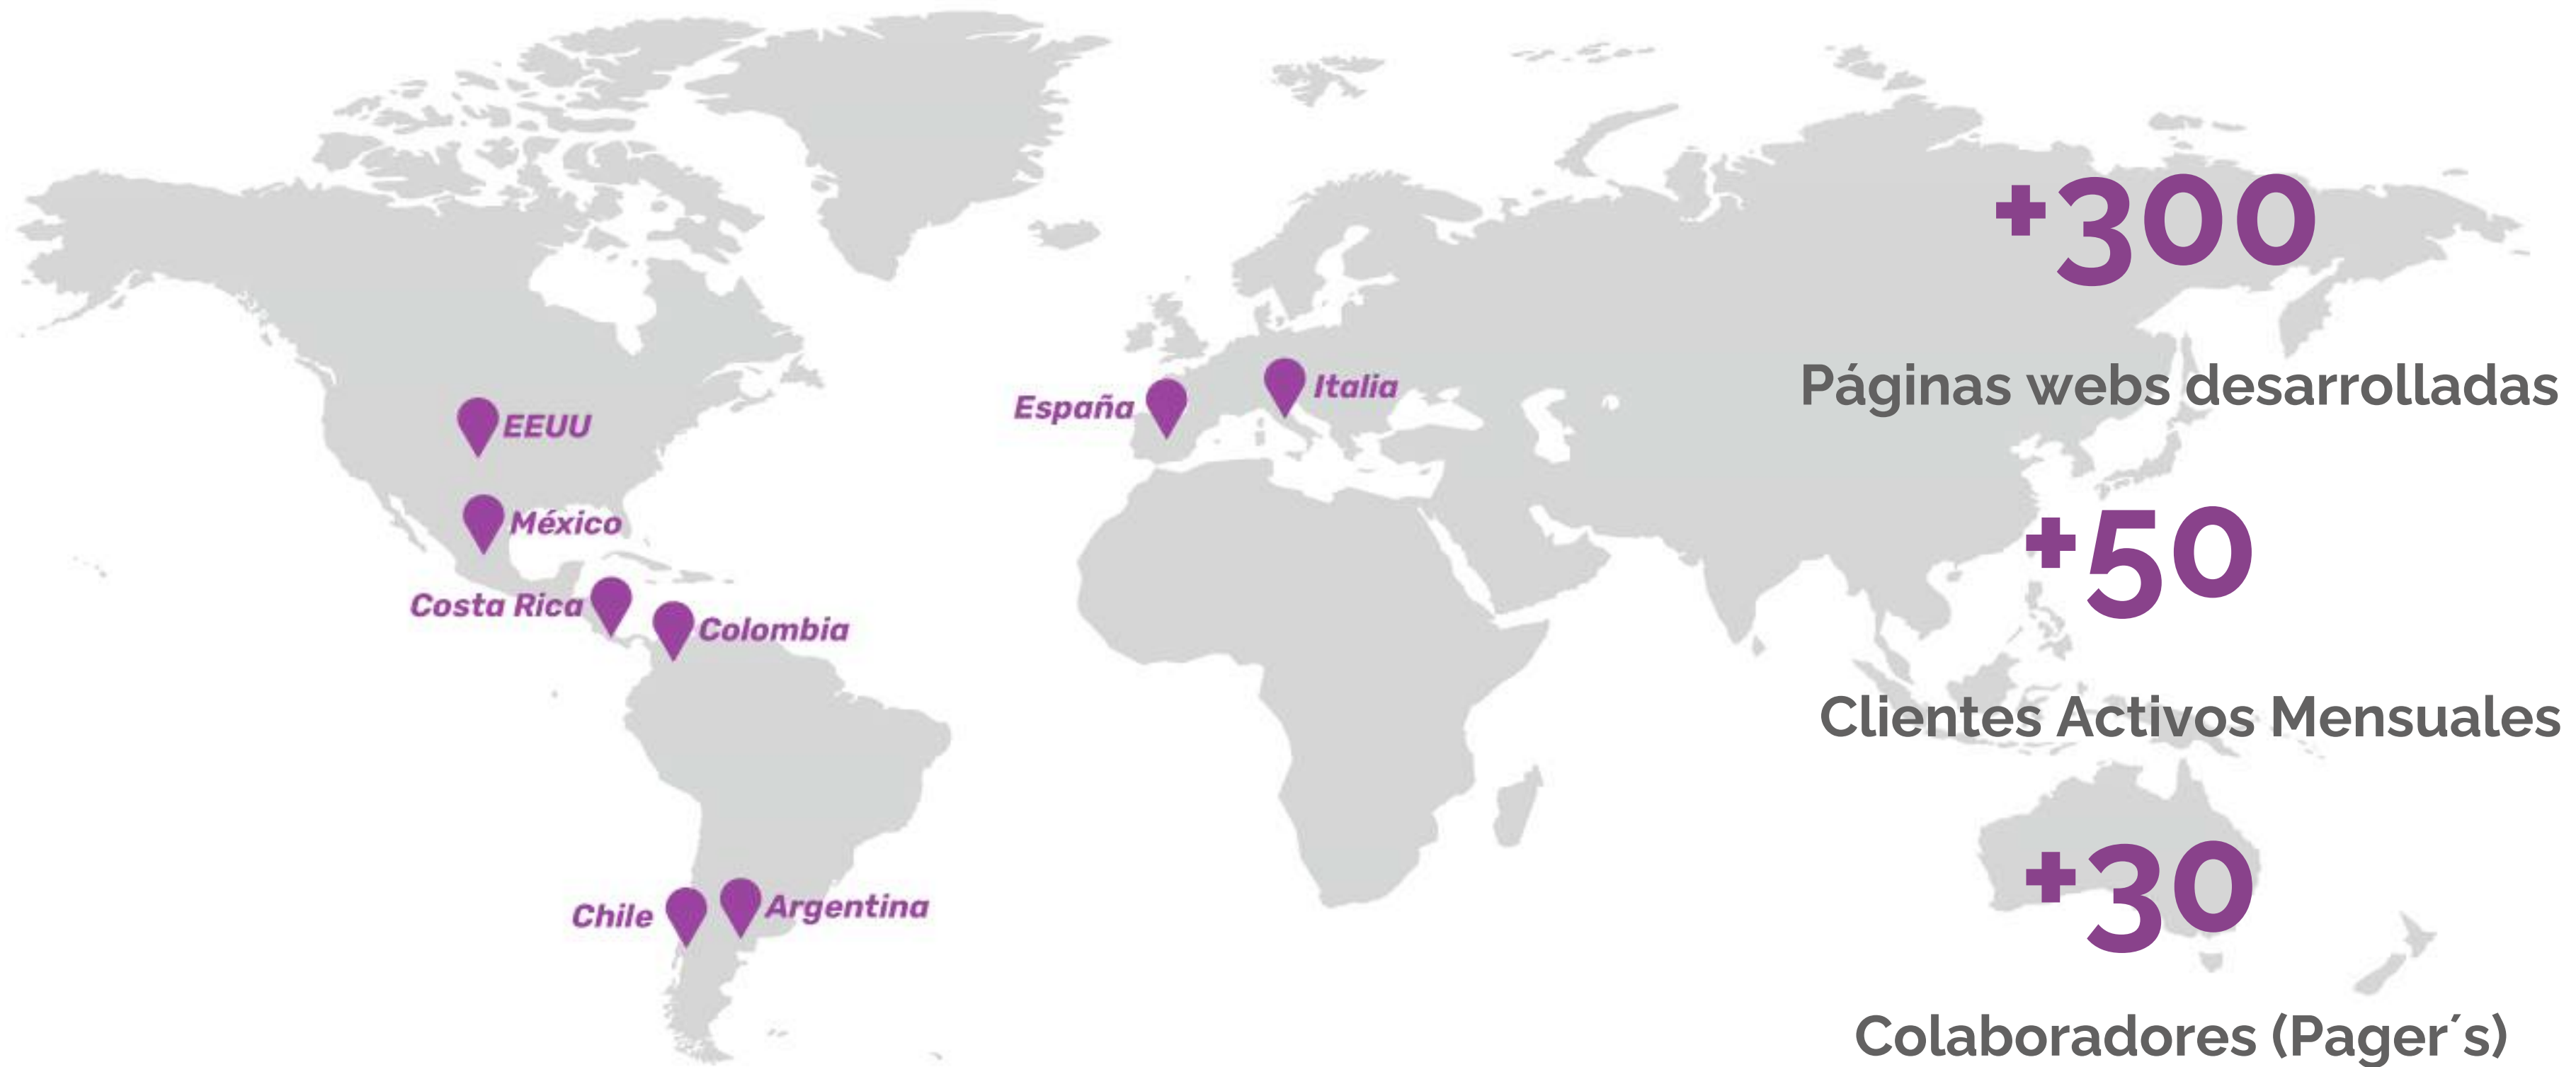 +300
Páginas webs desarrolladas
España
Italia
EEUU
México
+50
Costa Rica
Colombia
Clientes Activos Mensuales
+30
Chile
Argentina
Colaboradores (Pager´s)